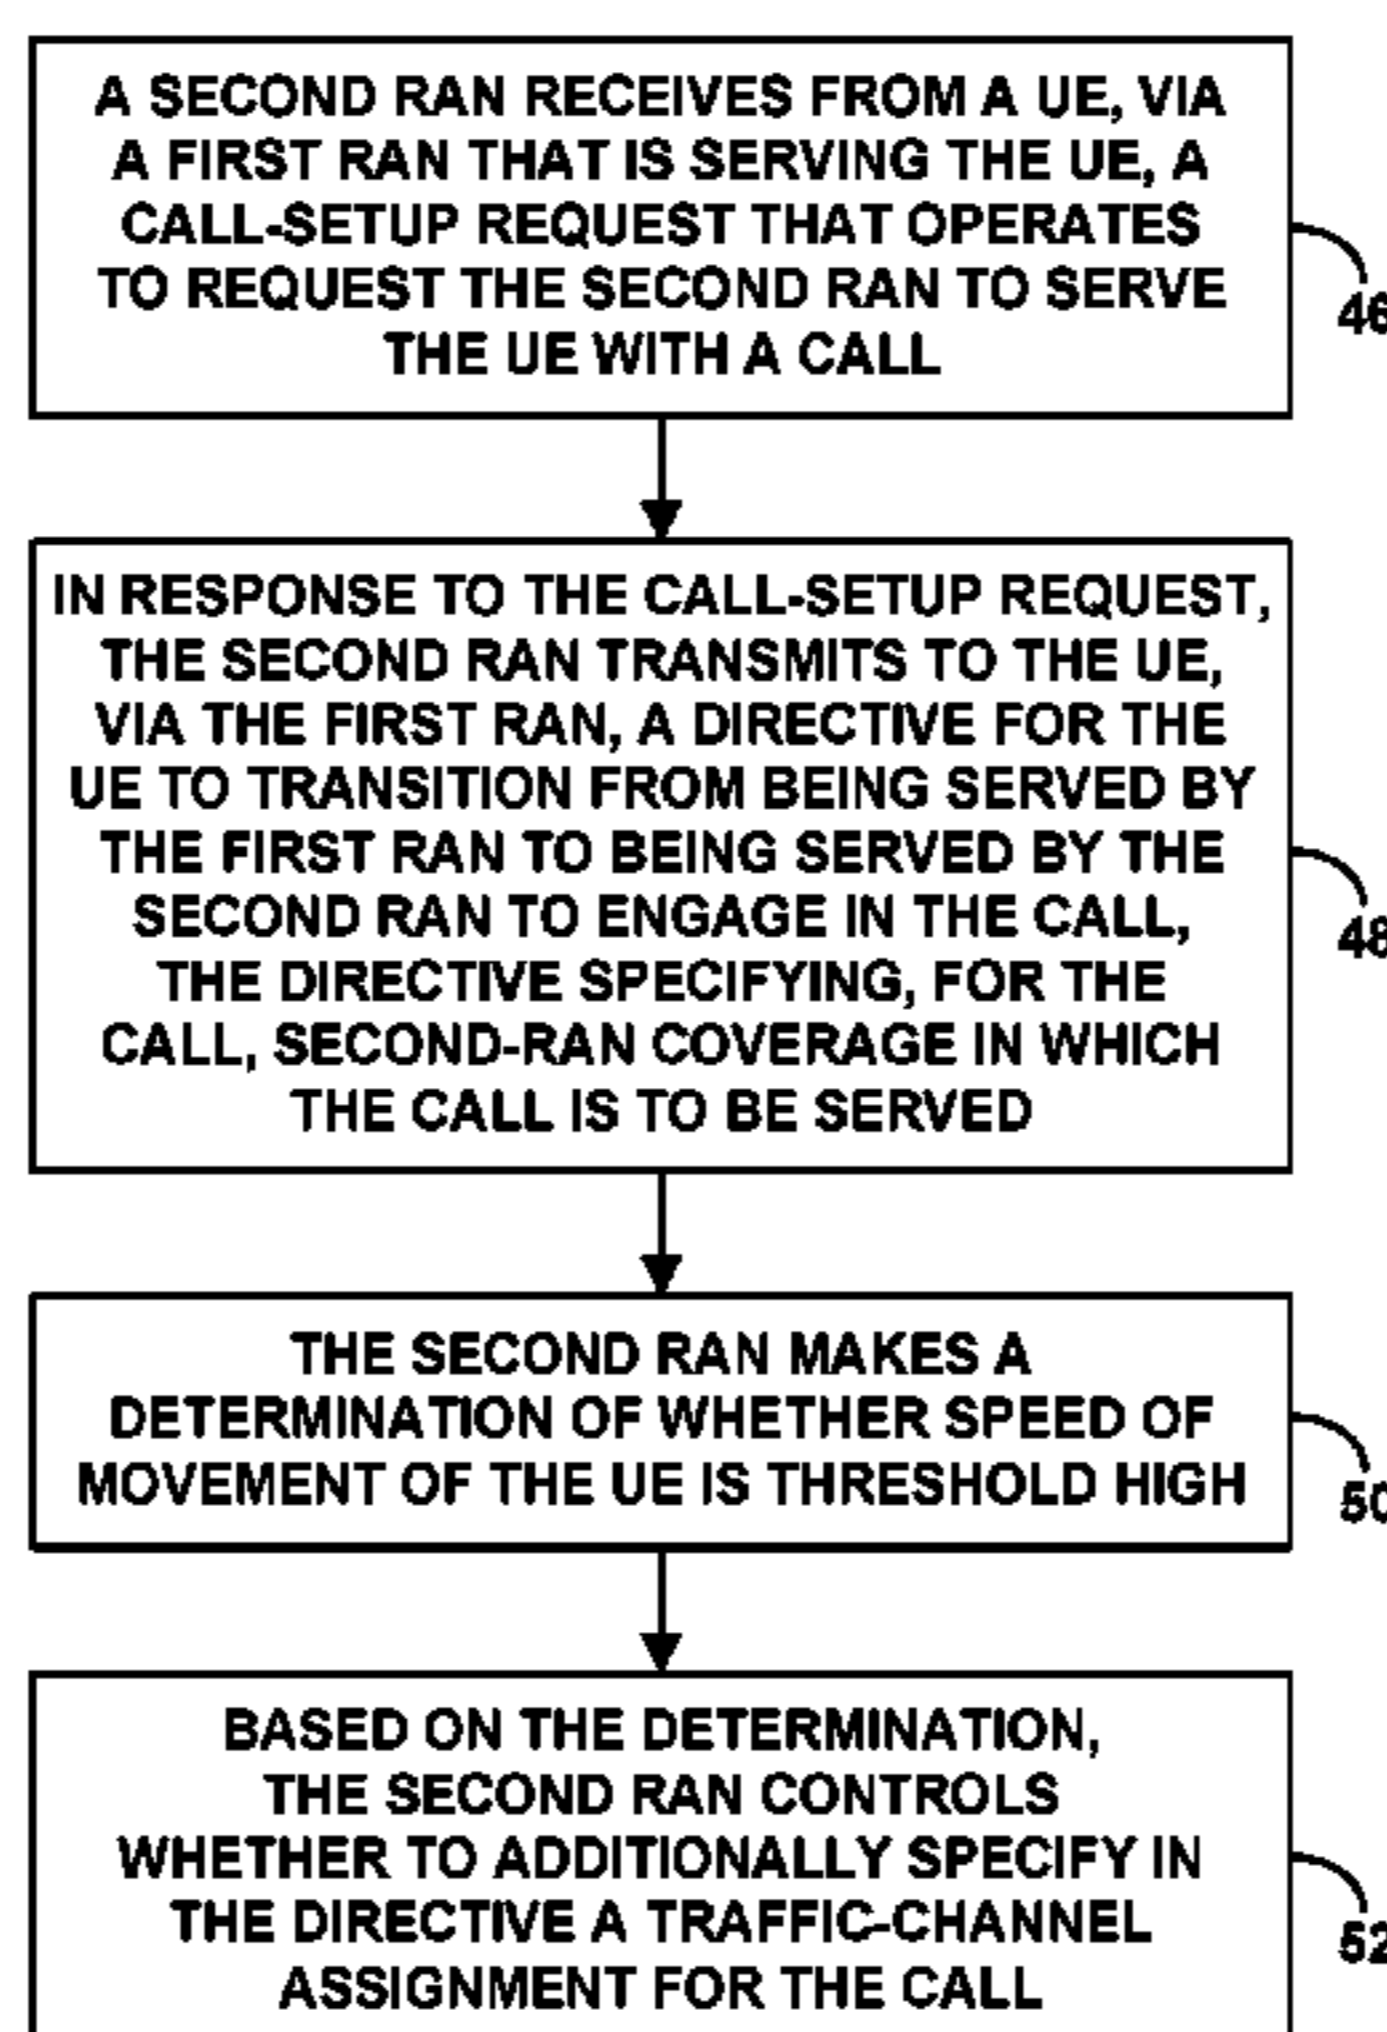 A SECOND RAN RECEIVES FROM A UE, VIA
A FIRST RAN THAT IS SERVING THE UE, A
CALL-SETUP REQUEST THAT OPERATES
TO REQUEST THE SECOND RAN TO SERVE
THE UE WITH A CALL
46
IN RESPONSE TO THE CALL-SETUP REQUEST,
THE SECOND RAN TRANSMITS TO THE UE,
VIA THE FIRST RAN, A DIRECTIVE FOR THE
UE TO TRANSITION FROM BEING SERVED BY
THE FIRST RAN TO BEING SERVED BY THE
SECOND RAN TO ENGAGE IN THE CALL,
THE DIRECTIVE SPECIFYING, FOR THE
CALL, SECOND-RAN COVERAGE IN WHICH
THE CALL IS TO BE SERVED
48
THE SECOND RAN MAKES A
DETERMINATION OF WHETHER SPEED OF
MOVEMENT OF THE UE IS THRESHOLD HIGH
50
BASED ON THE DETERMINATION,
THE SECOND RAN CONTROLS
WHETHER TO ADDITIONALLY SPECIFY IN
THE DIRECTIVE A TRAFFIC-CHANNEL
ASSIGNMENT FOR THE CALL
52